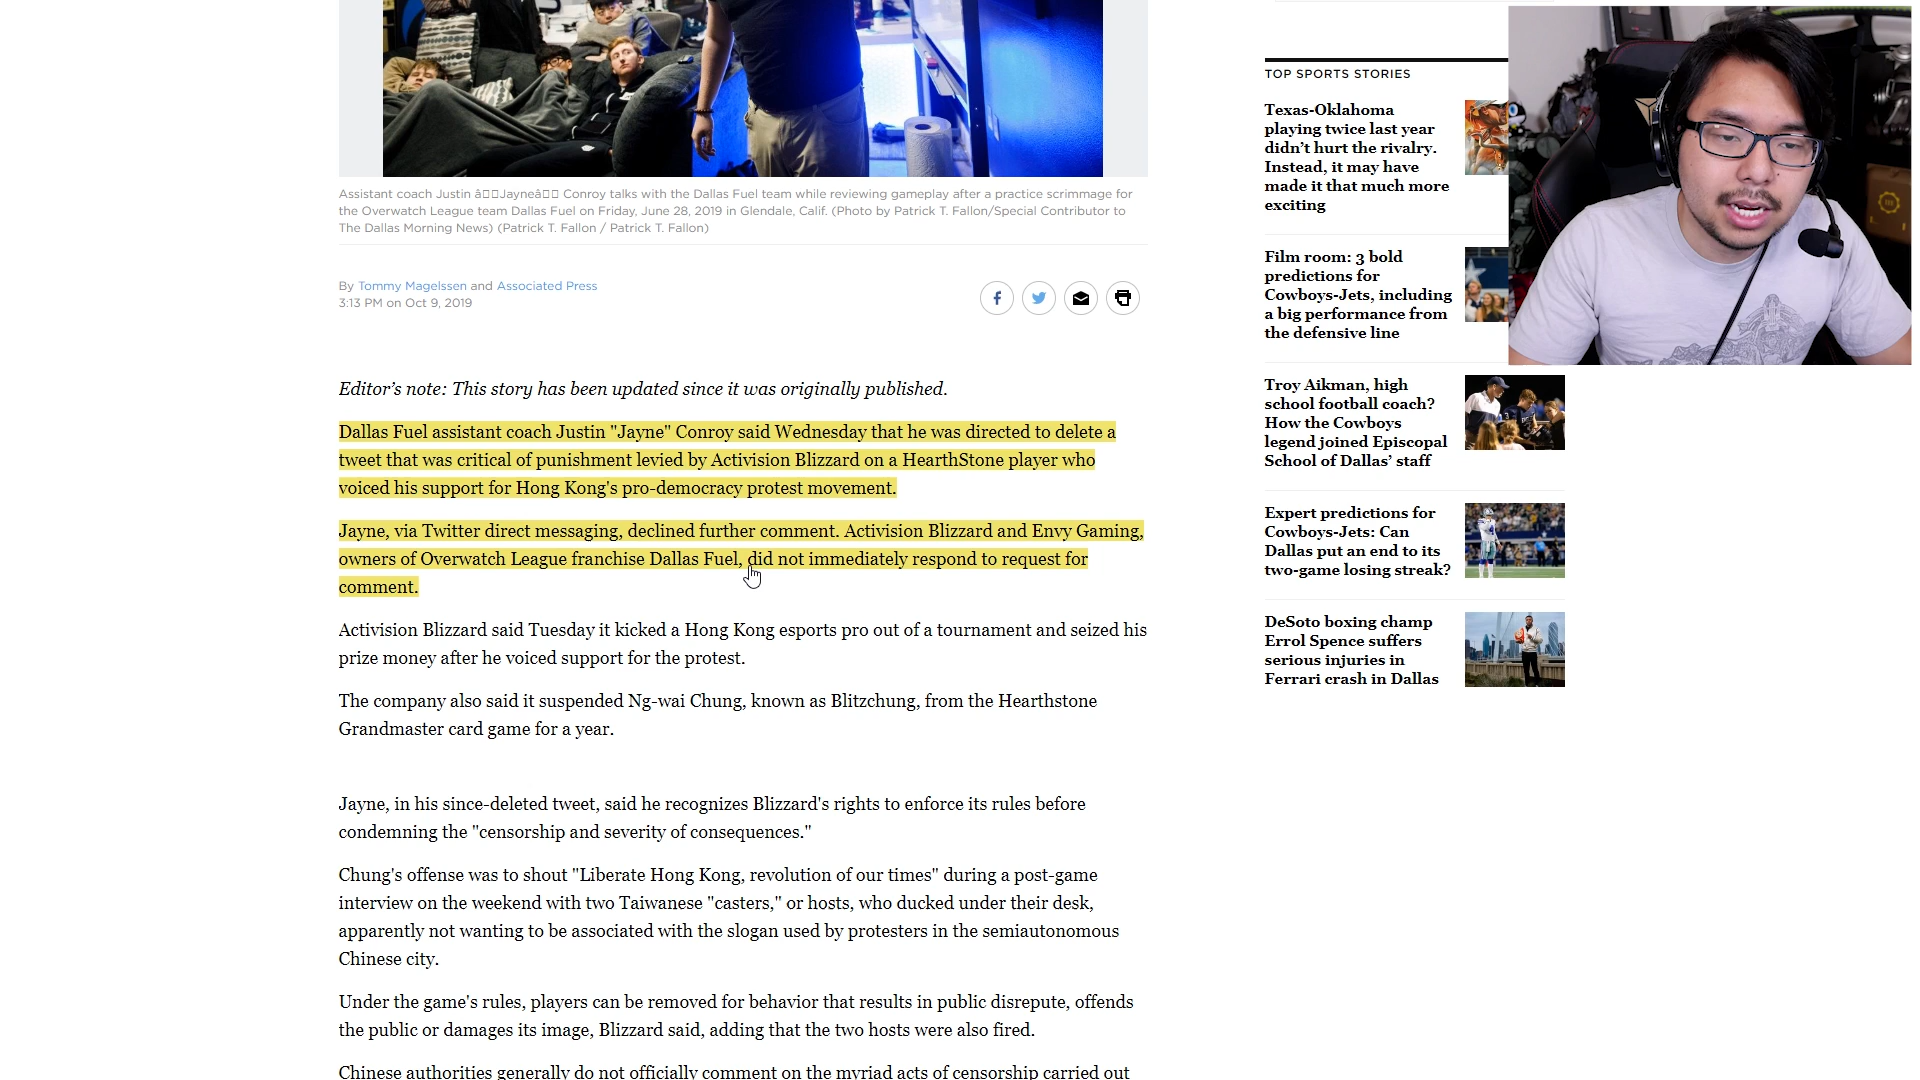 Assistant coach Justin â□□Jayneâ□□ Conroy talks with the Dallas Fuel team while reviewing gameplay after a practice scrimmage for
the Overwatch League team Dallas Fuel on Friday, June 28, 2019 in Glendale, Calif. (Photo by Patrick T. Fallon/Special Contributor to
The Dallas Morning News) (Patrick T. Fallon / Patrick T. Fallon)
By Tommy Magelssen and Associated Press
3:13 PM on Oct 9, 2019
Editor’s note: This story has been updated since it was originally published.
Dallas Fuel assistant coach Justin "Jayne" Conroy said Wednesday that he was directed to delete a
tweet that was critical of punishment levied by Activision Blizzard on a HearthStone player who
voiced his support for Hong Kong's pro-democracy protest movement.
Jayne, via Twitter direct messaging, declined further comment. Activision Blizzard and Envy Gaming,
owners of Overwatch League franchise Dallas Fuel, did not immediately respond to request for
comment.
Activision Blizzard said Tuesday it kicked a Hong Kong esports pro out of a tournament and seized his
prize money after he voiced support for the protest.
The company also said it suspended Ng-wai Chung, known as Blitzchung, from the Hearthstone
Grandmaster card game for a year.
Jayne, in his since-deleted tweet, said he recognizes Blizzard's rights to enforce its rules before
condemning the "censorship and severity of consequences."
Chung's offense was to shout "Liberate Hong Kong, revolution of our times" during a post-game
interview on the weekend with two Taiwanese "casters," or hosts, who ducked under their desk,
apparently not wanting to be associated with the slogan used by protesters in the semiautonomous
Chinese city.
Under the game's rules, players can be removed for behavior that results in public disrepute, offends
the public or damages its image, Blizzard said, adding that the two hosts were also fired.
Chinese authorities generally do not officially comment on the myriad acts of censorship carried out
TOP SPORTS STORIES
Texas-Oklahoma
playing twice last year
didn’t hurt the rivalry.
Instead, it may have
made it that much more
exciting
Film room: 3 bold
predictions for
Cowboys-Jets, including
a big performance from
the defensive line
Troy Aikman, high
school football coach?
How the Cowboys
legend joined Episcopal
School of Dallas’ staff
Expert predictions for
Cowboys-Jets: Can
Dallas put an end to its
two-game losing streak?
DeSoto boxing champ
Errol Spence suffers
serious injuries in
Ferrari crash in Dallas